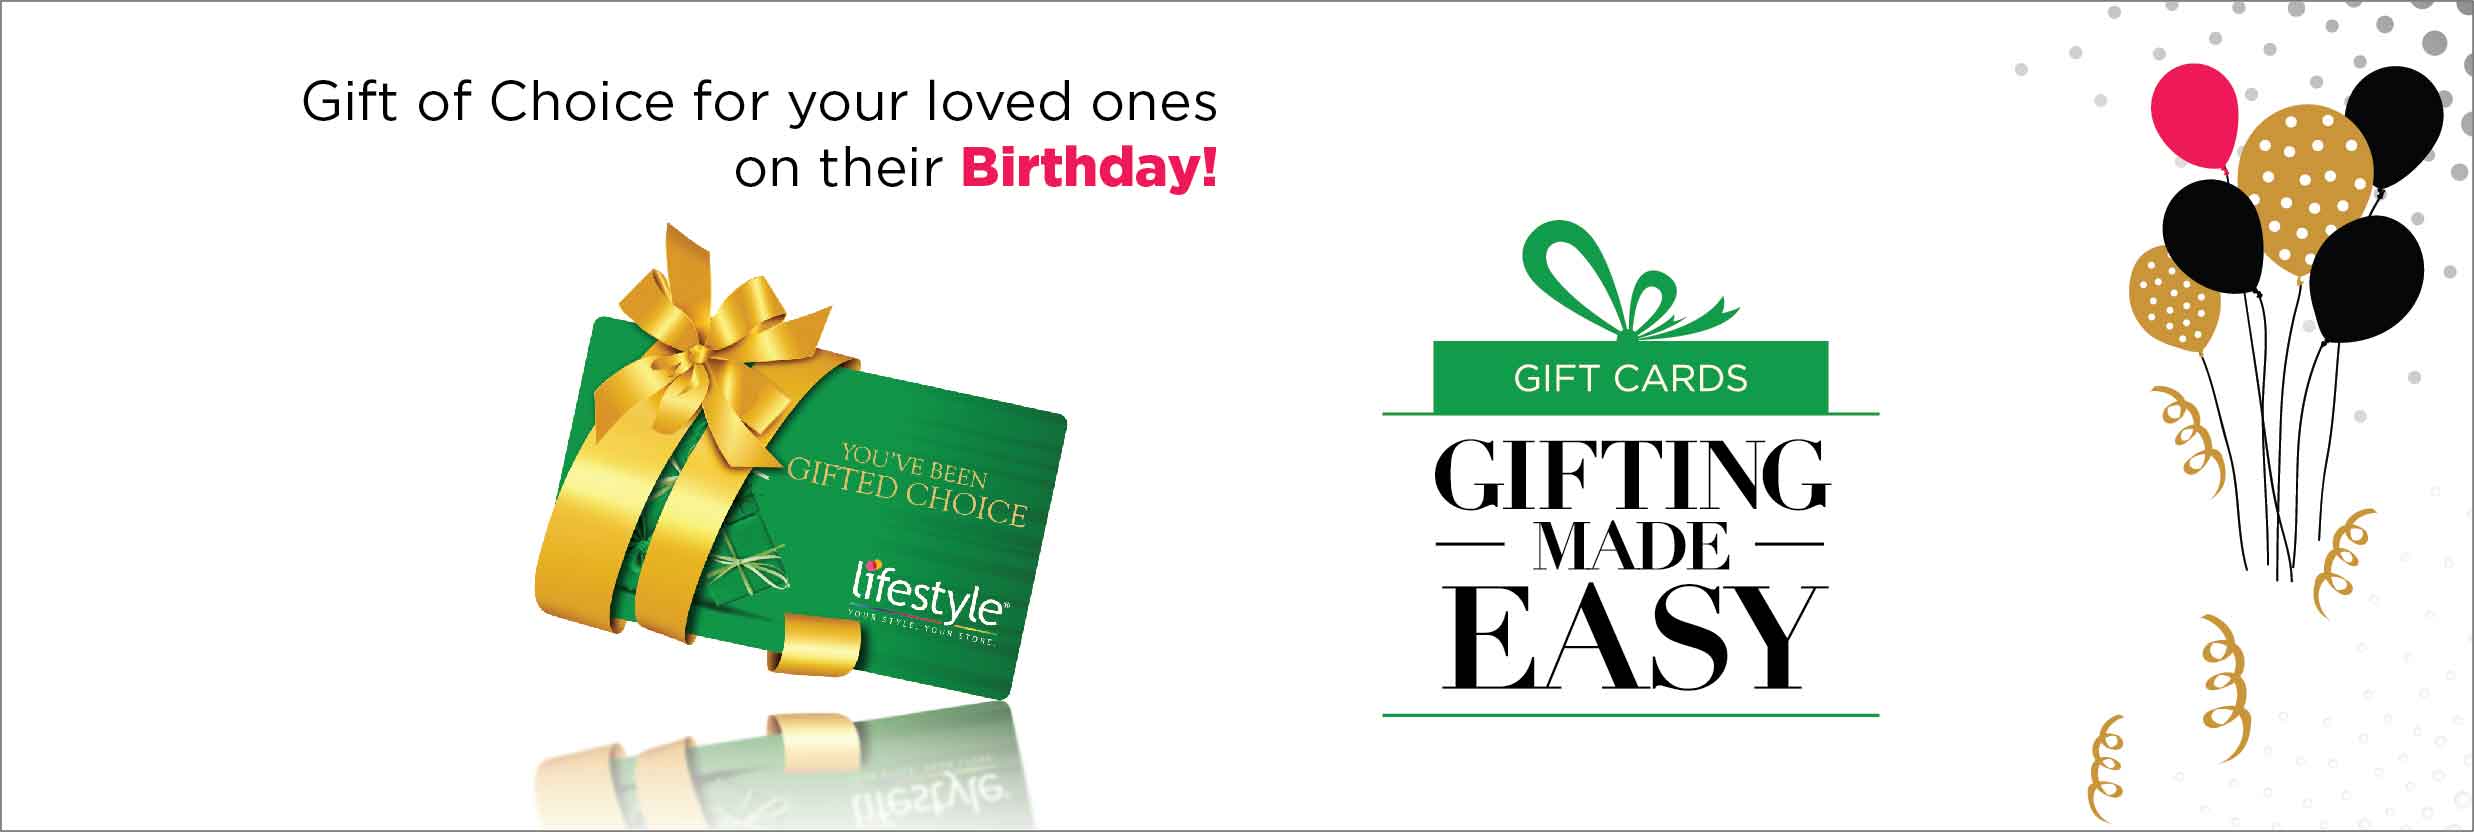 Gift of Choice for your loved ones
on their Birthday!
YOU'VE BEEN
GIFTED CHOICE
lifestyle®
YOUR STYLE. YOUR STORE.
GIFT CARDS
GIFTING
MADE
EASY
lifestyle